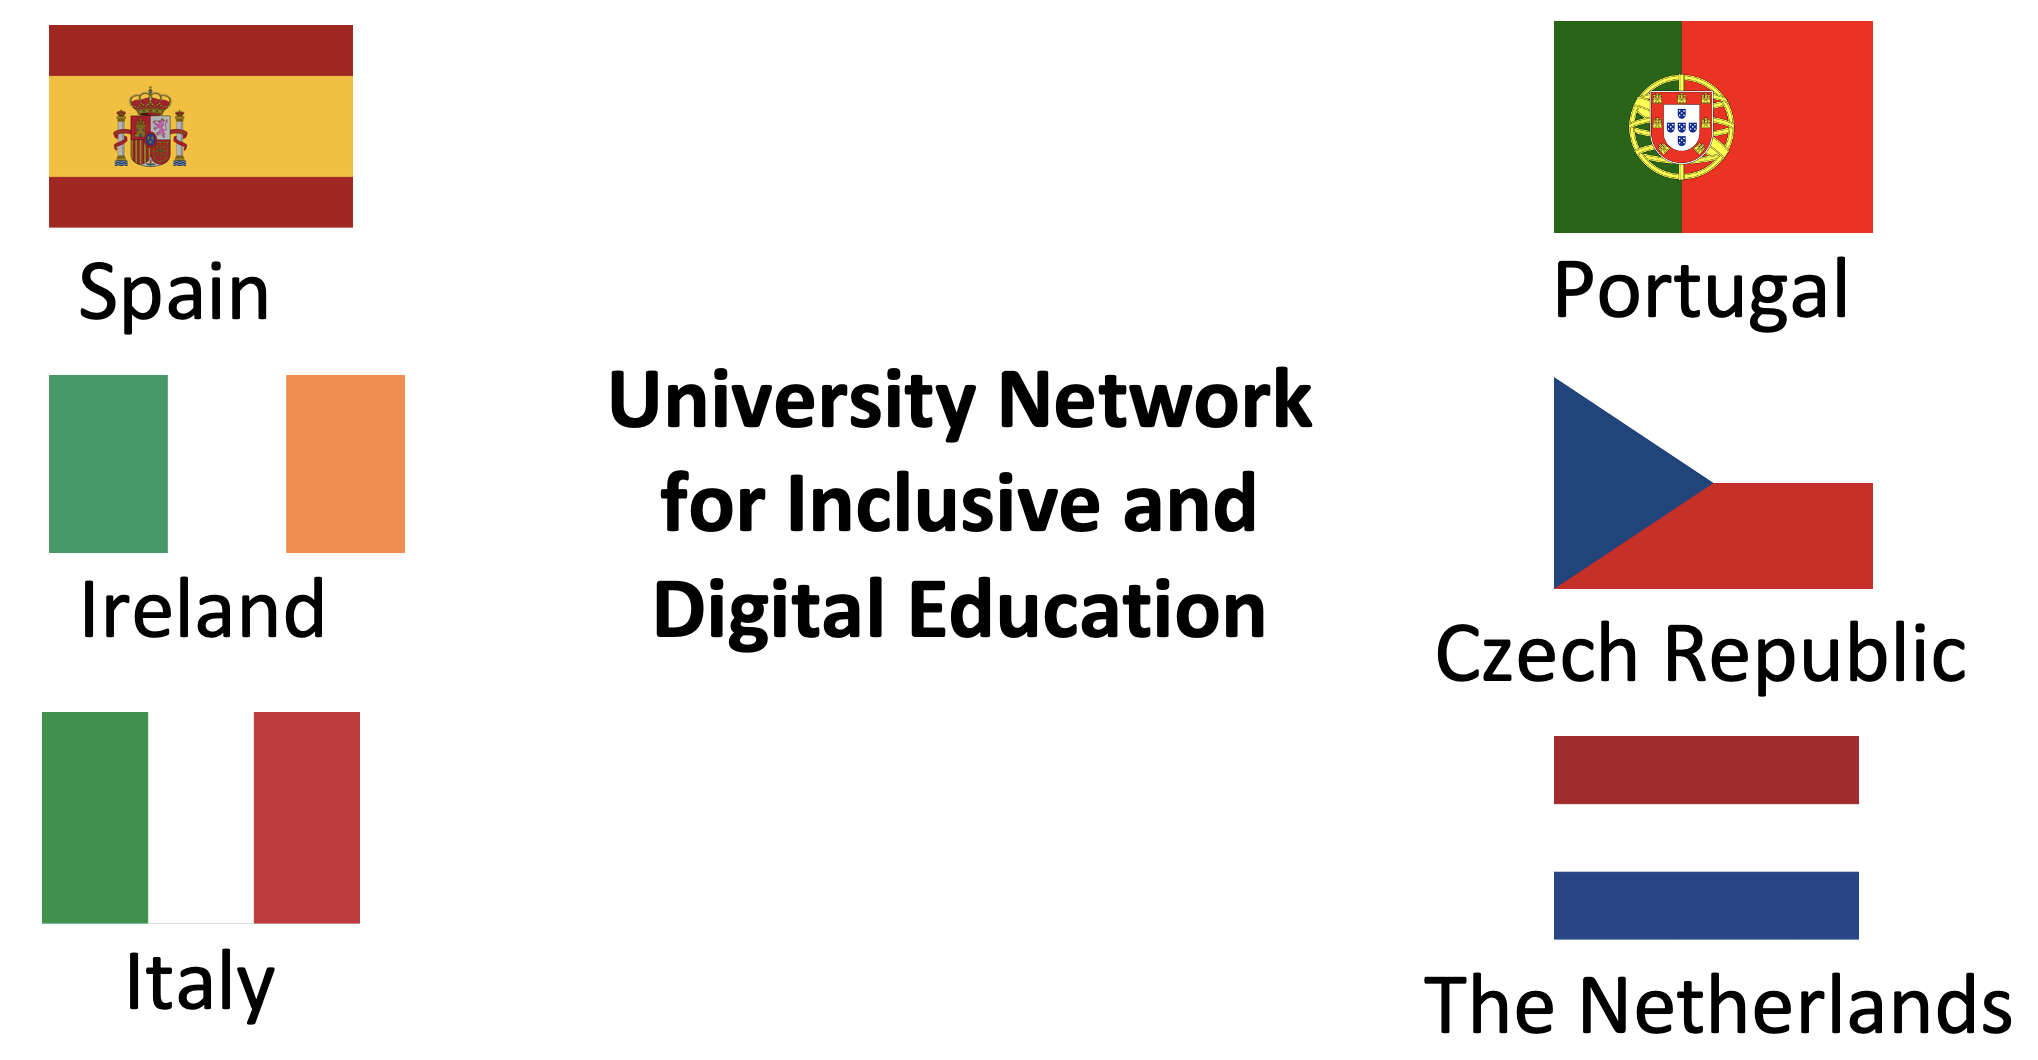 Spain
Ireland
Italy
University Network
for Inclusive and
Digital Education
Portugal
Czech Republic
The Netherlands